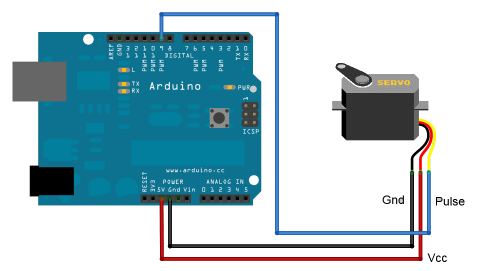 AREF
GND
13
12
11
10
9
8
7
6
5
4
3
2
1
0
PWM
PWM
PWM
PWM
PWM
PWM
TX
RX
DIGITAL
L
TX
RX
Arduino
PWR
1
ICSP
www.arduino.cc
RESET
3V3
5V
Gnd
Vin
POWER
ANALOG IN
0 1 2 3 4 5
SERVO
Gnd
Pulse
Vcc